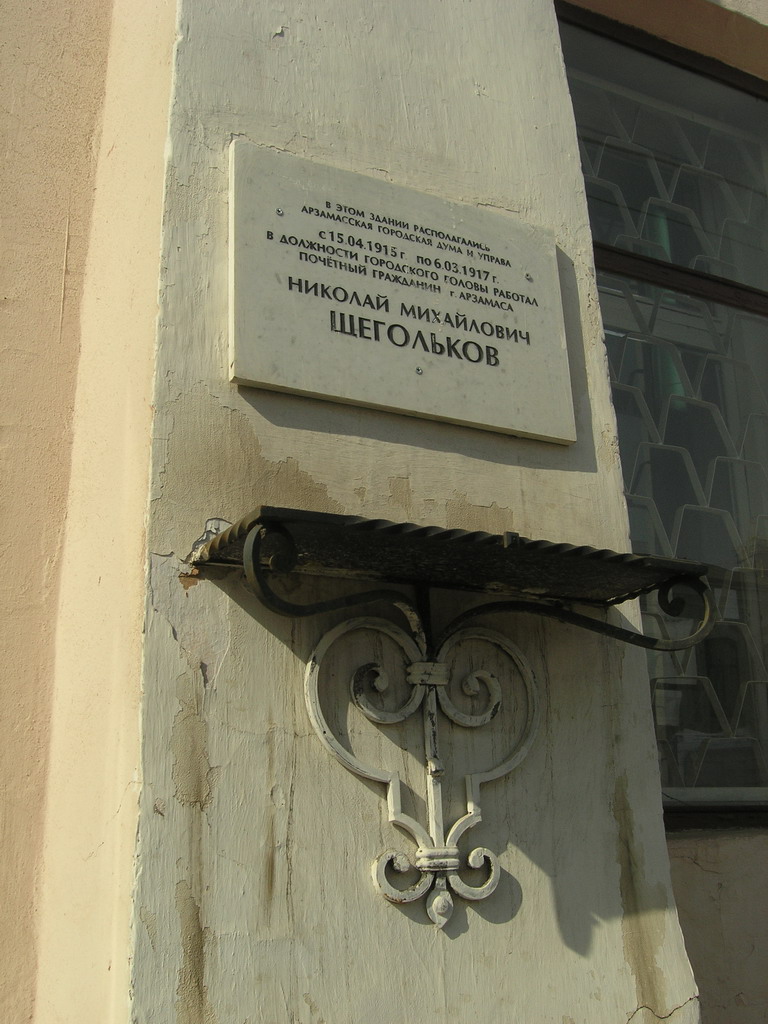 В ЭТОМ ЗДАНИИ РАСПОЛАГАЛИСЬ
АРЗАМАССКАЯ ГОРОДСКАЯ ДУМА И УПРАВА
С 15.04.1915 г. по 6.03.1917 г.
В ДОЛЖНОСТИ ГОРОДСКОГО ГОЛОВЫ РАБОТАЛ
ПОЧЁТНЫЙ ГРАЖДАНИН г. АРЗАМАСА
НИКОЛАЙ МИХАЙЛОВИЧ
ЩЕГОЛЬКОВ